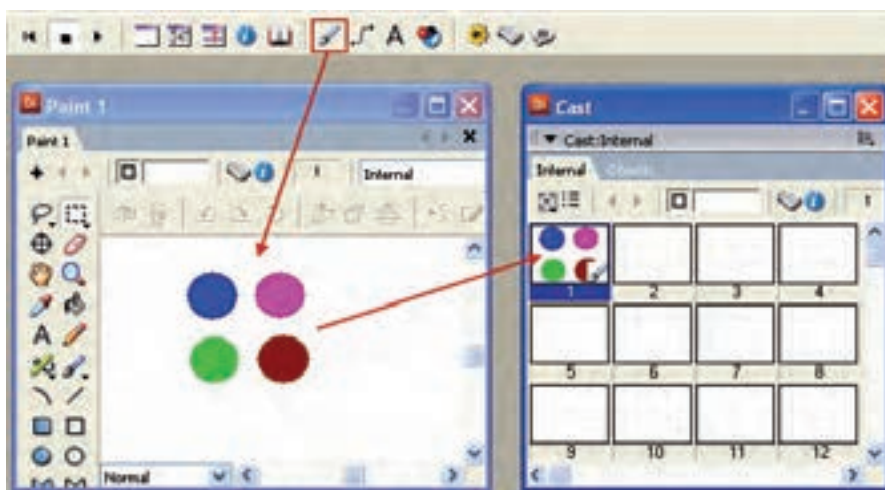 A
Paint 1
Paint 1
Internal
A
Normal
Cast
Cast:Internal
Internal
1
1 2 3 4
5 6 7 8
9 10 11 12